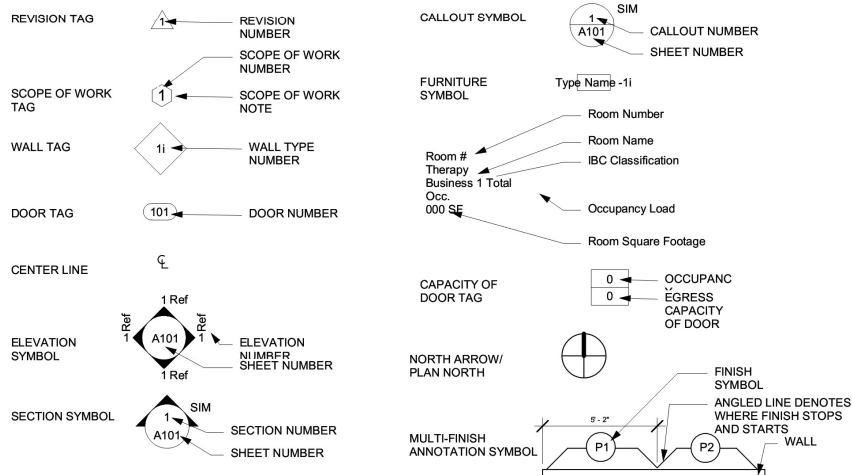 REVISION TAG
1
REVISION
NUMBER
SCOPE OF WORK
NUMBER
SCOPE OF WORK
TAG
1
SCOPE OF WORK
NOTE
WALL TAG
1i
WALL TYPE
NUMBER
DOOR TAG
101
DOOR NUMBER
CENTER LINE
℄
ELEVATION
SYMBOL
1 Ref
1 Ref
A101
1 Ref
1 Ref
ELEVATION
NUMBER
SHEET NUMBER
SECTION SYMBOL
SIM
1
A101
SECTION NUMBER
SHEET NUMBER
CALLOUT SYMBOL
SIM
1
A101
CALLOUT NUMBER
SHEET NUMBER
FURNITURE
SYMBOL
Type Name -1i
Room Number
Room Name
IBC Classification
Room #
Therapy
Business 1 Total
Occ.
000 SF
Occupancy Load
Room Square Footage
CAPACITY OF
DOOR TAG
0
0
OCCUPANC
Y
EGRESS
CAPACITY
OF DOOR
NORTH ARROW/
PLAN NORTH
MULTI-FINISH
ANNOTATION SYMBOL
5' - 2"
P1
P2
FINISH
SYMBOL
ANGLED LINE DENOTES
WHERE FINISH STOPS
AND STARTS
WALL